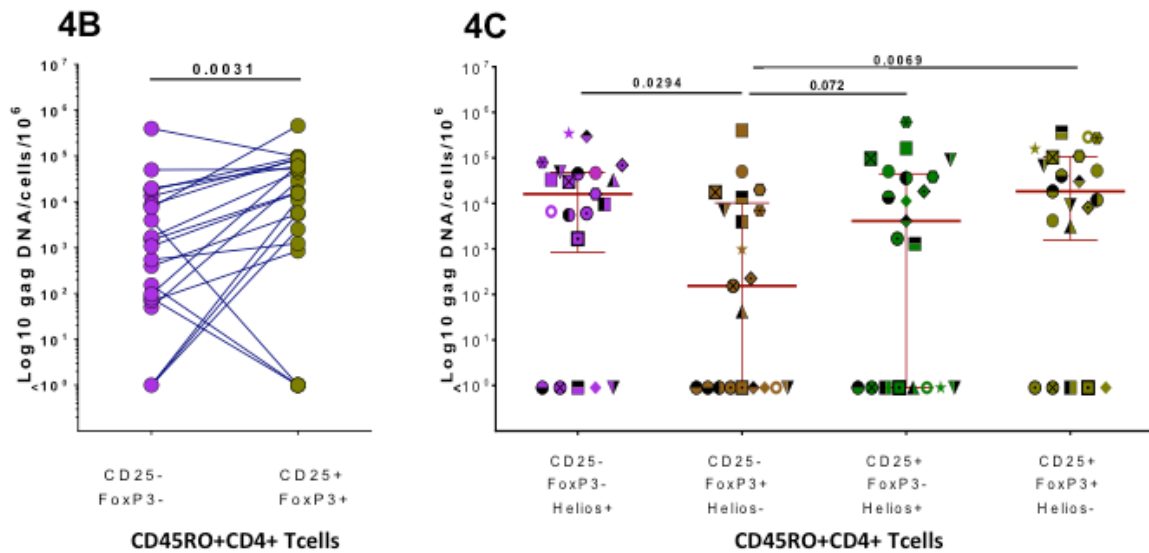 4B
Log10 gag DNA/cells/10^6
10^7
10^6
10^5
10^4
10^3
10^2
10^1
<10^0
0.0031
CD25-
FoxP3-
CD25+
FoxP3+
CD45RO+CD4+ Tcells
4C
Log10 gag DNA/cells/10^6
10^7
10^6
10^5
10^4
10^3
10^2
10^1
<10^0
0.0069
0.0294
0.072
CD25-
FoxP3-
Helios+
CD25-
FoxP3+
Helios-
CD25+
FoxP3-
Helios+
CD25+
FoxP3+
Helios-
CD45RO+CD4+ Tcells